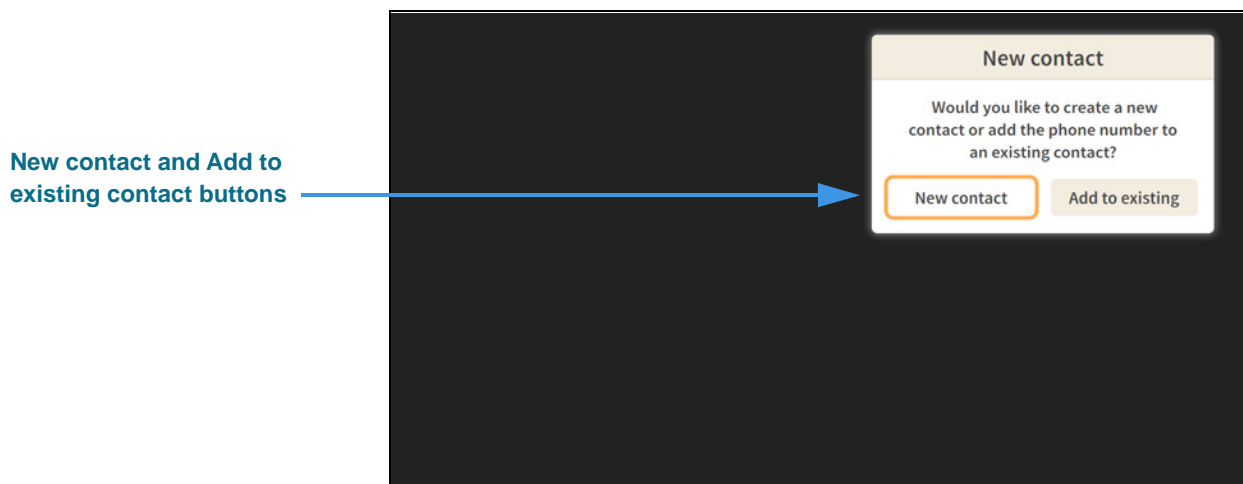 New contact
Would you like to create a new
contact or add the phone number to
an existing contact?
New contact and Add to
existing contact buttons
New contact
Add to existing